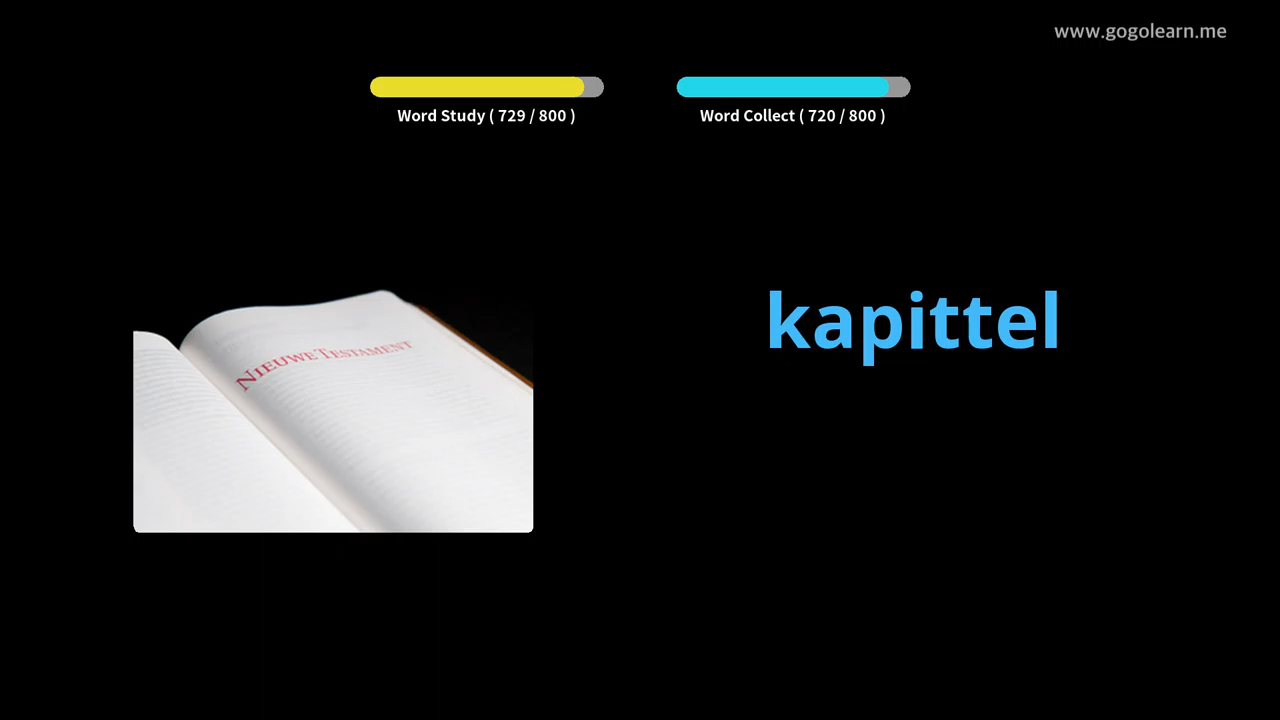 www.gogolearn.me
Word Study ( 729 / 800 )
Word Collect ( 720 / 800 )
NIEUWE TESTAMENT
kapittel